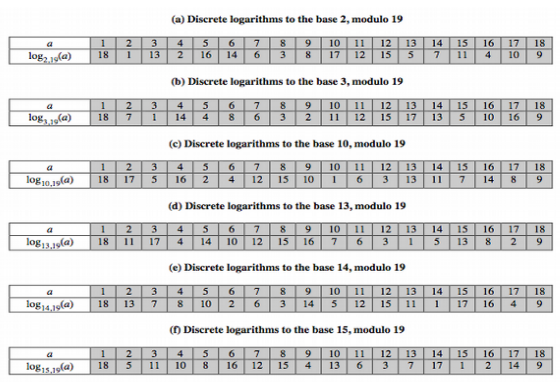 (a) Discrete logarithms to the base 2, modulo 19
a 1 2 3 4 5 6 7 8 9 10 11 12 13 14 15 16 17 18
log2,19(a) 18 1 13 2 16 14 6 3 8 17 12 15 5 7 11 4 10 9
(b) Discrete logarithms to the base 3, modulo 19
a 1 2 3 4 5 6 7 8 9 10 11 12 13 14 15 16 17 18
log3,19(a) 18 7 1 14 4 8 6 3 2 11 12 15 17 13 5 10 16 9
(c) Discrete logarithms to the base 10, modulo 19
a 1 2 3 4 5 6 7 8 9 10 11 12 13 14 15 16 17 18
log10,19(a) 18 17 5 16 2 4 12 15 10 1 6 3 13 11 7 14 8 9
(d) Discrete logarithms to the base 13, modulo 19
a 1 2 3 4 5 6 7 8 9 10 11 12 13 14 15 16 17 18
log13,19(a) 18 11 17 4 14 10 12 15 16 7 6 3 1 5 13 8 2 9
(e) Discrete logarithms to the base 14, modulo 19
a 1 2 3 4 5 6 7 8 9 10 11 12 13 14 15 16 17 18
log14,19(a) 18 13 7 8 10 2 6 3 14 5 12 15 11 1 17 16 4 9
(f) Discrete logarithms to the base 15, modulo 19
a 1 2 3 4 5 6 7 8 9 10 11 12 13 14 15 16 17 18
log15,19(a) 18 5 11 10 8 16 12 15 4 13 6 3 7 17 1 2 14 9